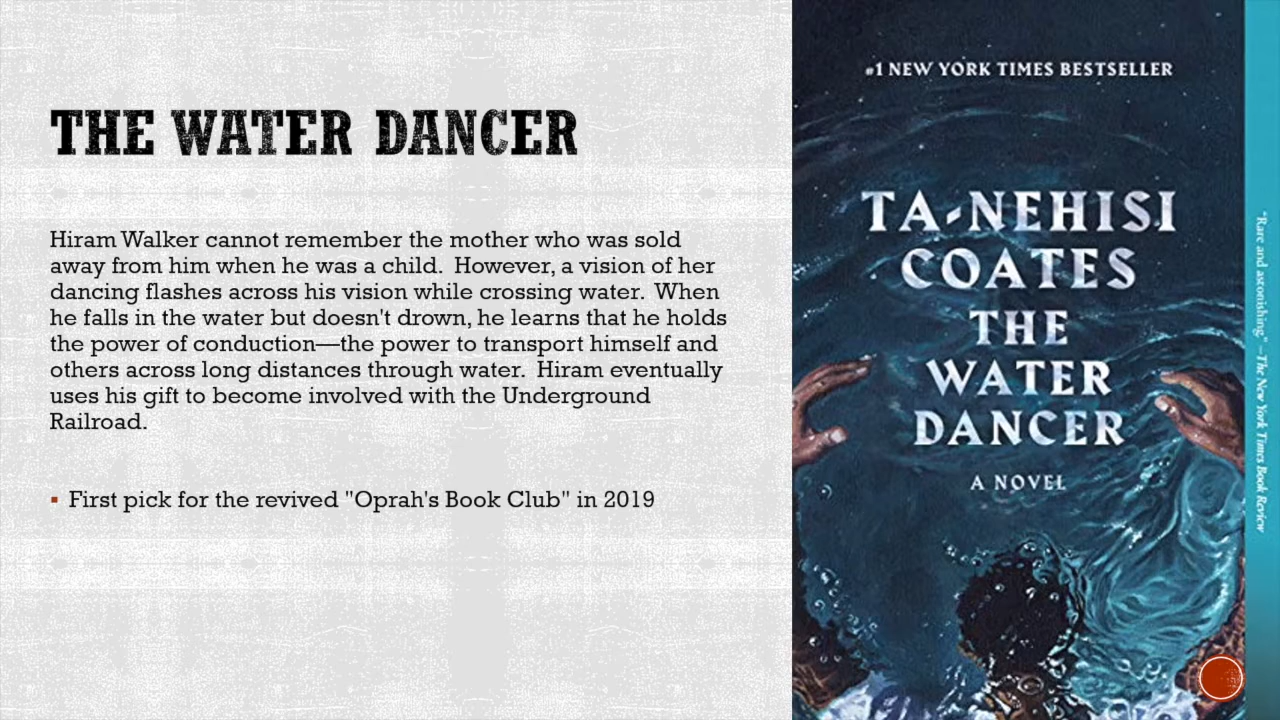 THE WATER DANCER
Hiram Walker cannot remember the mother who was sold
away from him when he was a child.  However, a vision of her
dancing flashes across his vision while crossing water.  When
he falls in the water but doesn't drown, he learns that he holds
the power of conduction—the power to transport himself and
others across long distances through water.  Hiram eventually
uses his gift to become involved with the Underground
Railroad.
▪ First pick for the revived "Oprah's Book Club" in 2019
#1 NEW YORK TIMES BESTSELLER
TA-NEHISI
COATES
THE
WATER
DANCER
A NOVEL
"Rare and astonishing." —The New York Times Book Review